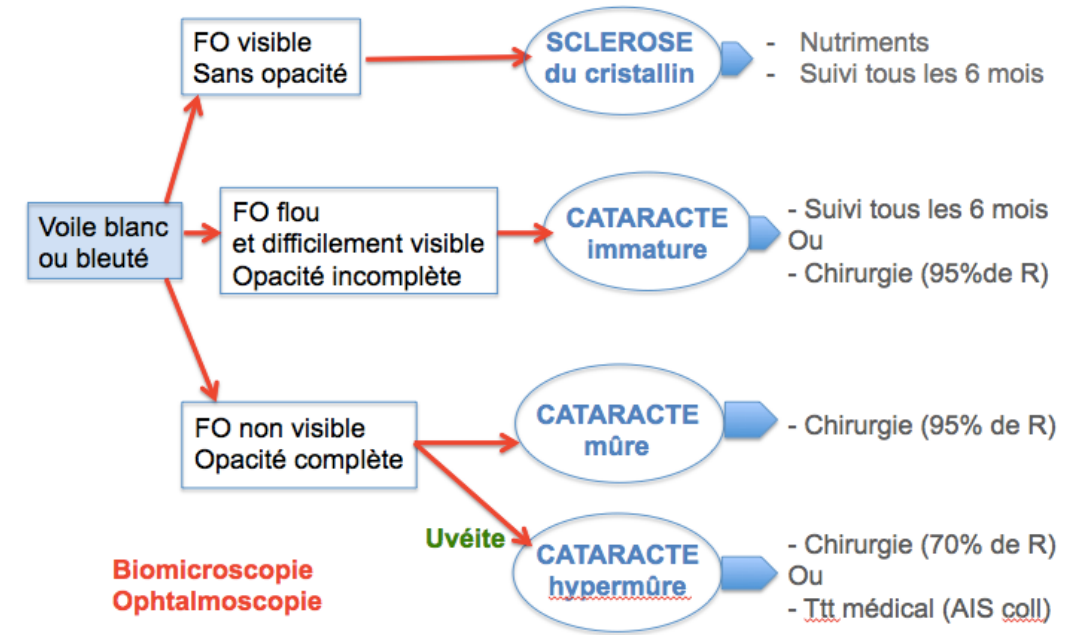 FO visible
Sans opacité
SCLEROSE
du cristallin
- Nutriments
- Suivi tous les 6 mois
Voile blanc
ou bleuté
FO flou
et difficilement visible
Opacité incomplète
CATARACTE
immature
- Suivi tous les 6 mois
Ou
- Chirurgie (95%de R)
FO non visible
Opacité complète
CATARACTE
mûre
- Chirurgie (95% de R)
Uvéite
CATARACTE
hypermûre
- Chirurgie (70% de R)
Ou
- Ttt médical (AIS coll)
Biomicroscopie
Ophtalmoscopie